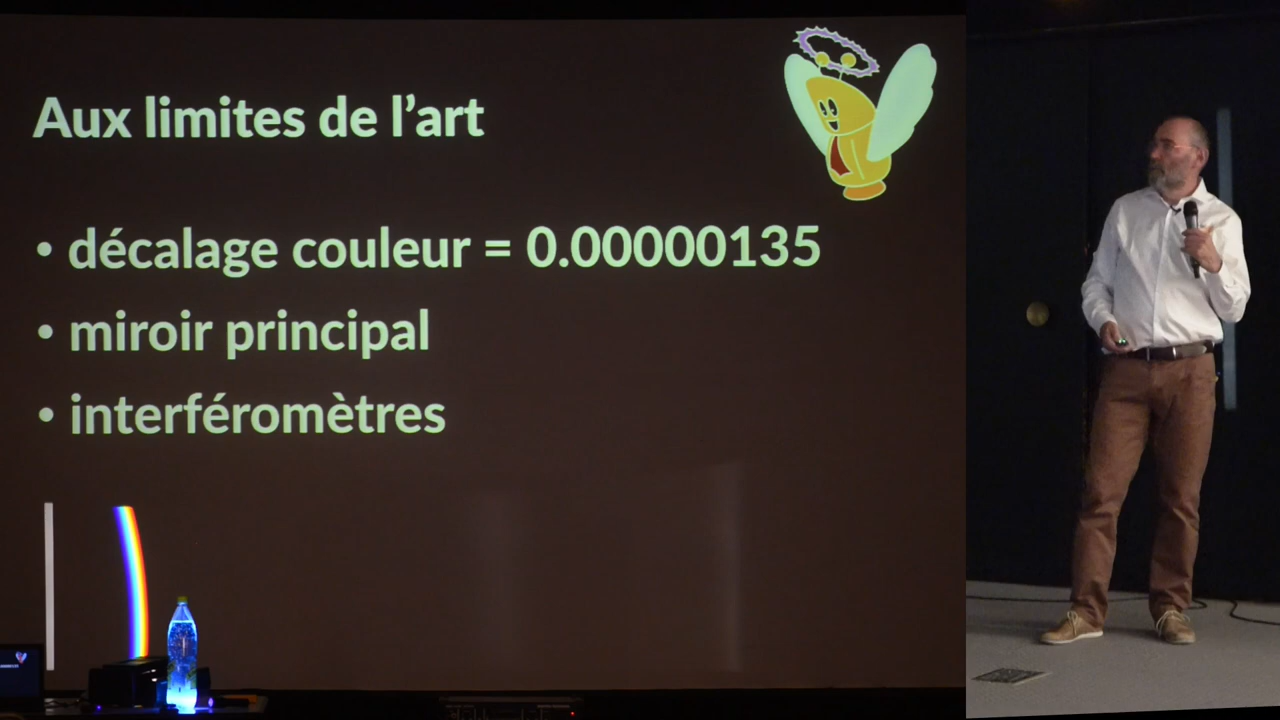 Aux limites de l’art
• décalage couleur = 0.00000135
• miroir principal
• interféromètres